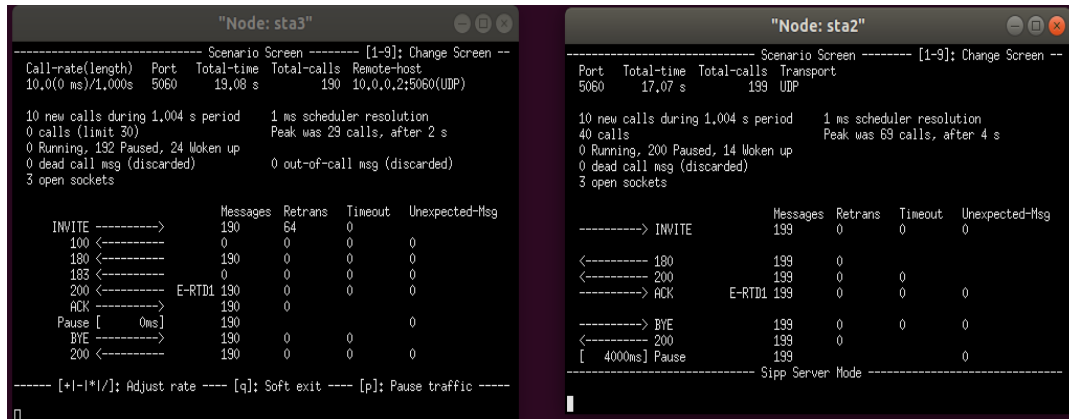 "Node: sta3"
------------------------------ Scenario Screen -------- [1-9]: Change Screen --
Call-rate(length)   Port   Total-time  Total-calls  Remote-host
10.0(0 ms)/1.000s   5060      19.08 s          190  10.0.0.2:5060(UDP)
10 new calls during 1.004 s period     1 ms scheduler resolution
0 calls (limit 30)                     Peak was 29 calls, after 2 s
0 Running, 192 Paused, 24 Woken up
0 dead call msg (discarded)            0 out-of-call msg (discarded)
3 open sockets
Messages  Retrans   Timeout   Unexpected-Msg
INVITE ---------->         190       64        0
100 <----------         0         0         0         0
180 <----------         190       0         0         0
183 <----------         0         0         0         0
200 <----------  E-RTD1 190       0         0         0
ACK ---------->         190       0
Pause [      0ms]         190                           0
BYE ---------->         190       0         0
200 <----------         190       0         0         0
------ [+|-|*|/]: Adjust rate ---- [q]: Soft exit ---- [p]: Pause traffic -----
"Node: sta2"
------------------------------ Scenario Screen -------- [1-9]: Change Screen --
Port   Total-time  Total-calls  Transport
5060      17.07 s          199  UDP
10 new calls during 1.004 s period     1 ms scheduler resolution
40 calls                               Peak was 69 calls, after 4 s
0 Running, 200 Paused, 14 Woken up
0 dead call msg (discarded)
3 open sockets
Messages  Retrans   Timeout   Unexpected-Msg
----------> INVITE           199       0         0         0
<---------- 180              199       0
<---------- 200              199       0         0
----------> ACK       E-RTD1 199       0         0         0
----------> BYE              199       0         0         0
<---------- 200              199       0
[   4000ms] Pause            199                           0
------------------------------ Sipp Server Mode -------------------------------